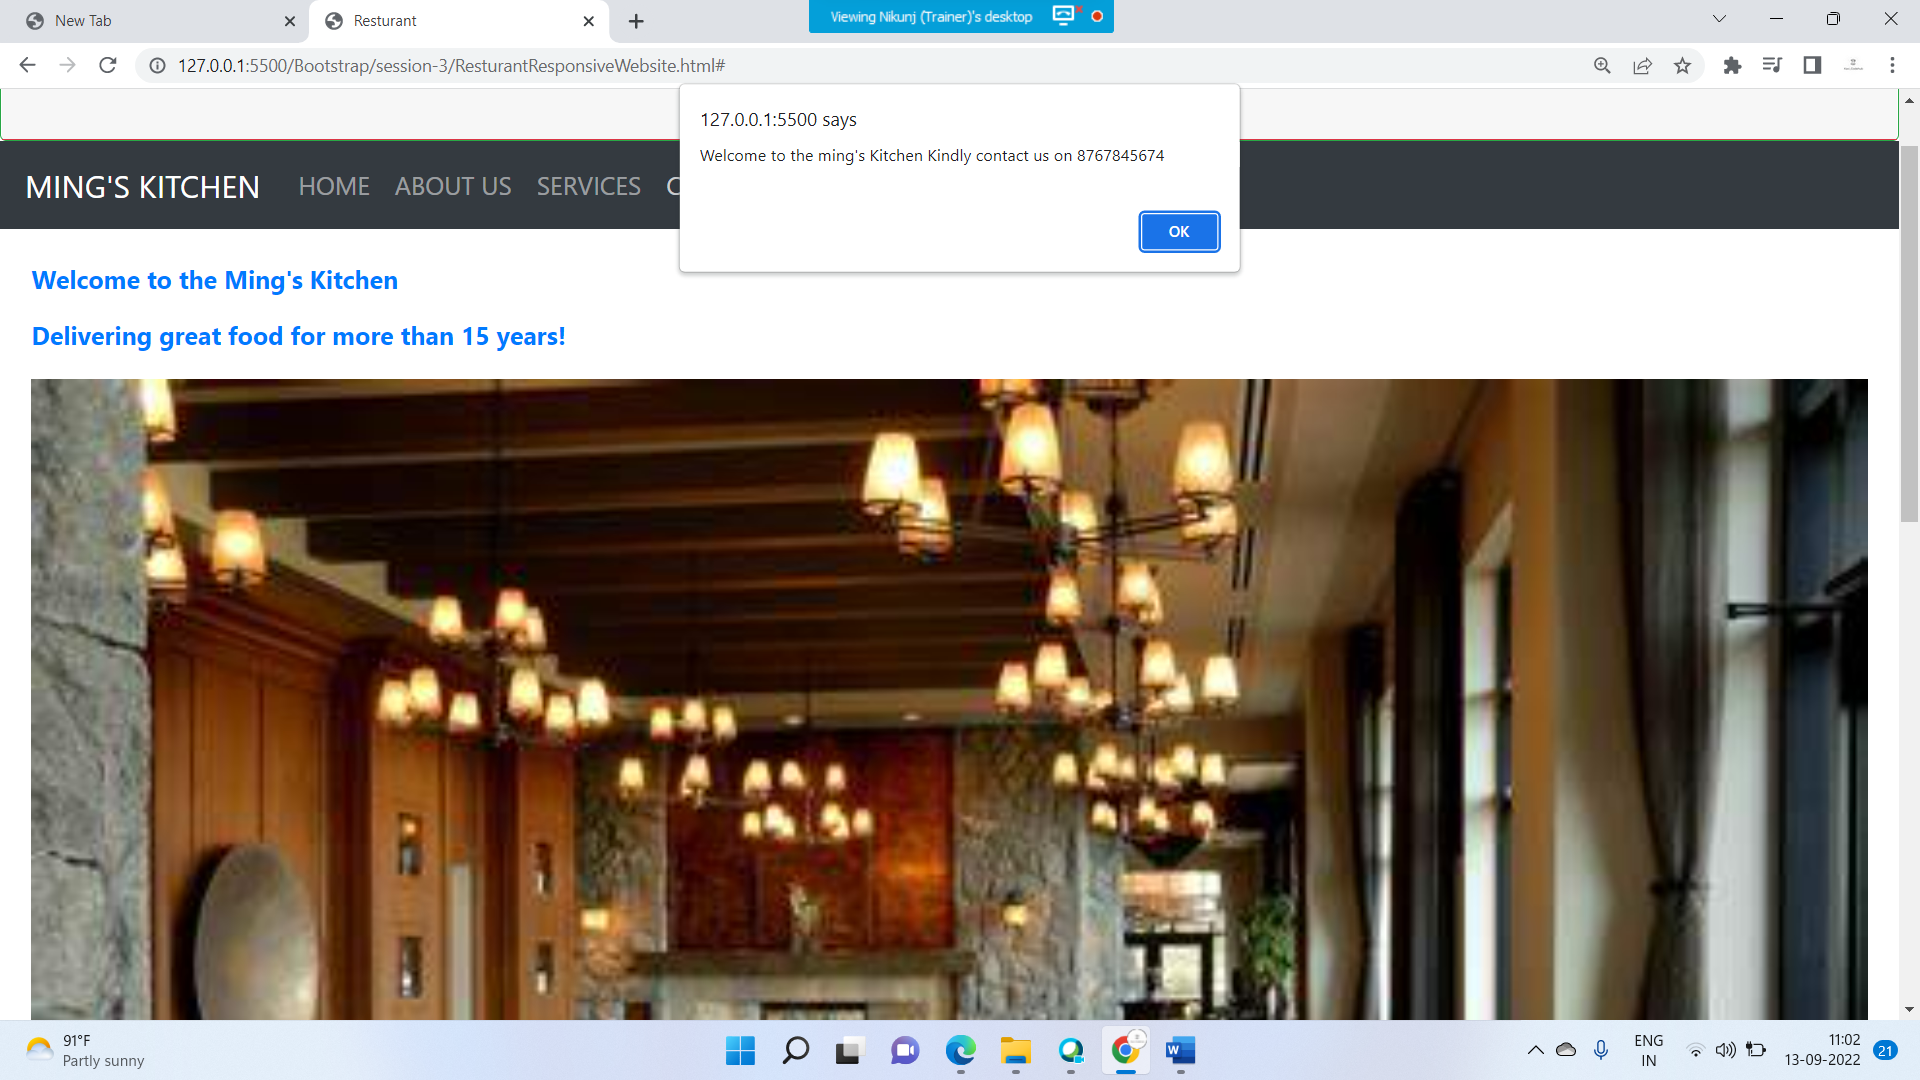 New Tab
Resturant
Viewing Nikunj (Trainer)'s desktop
127.0.0.1:5500/Bootstrap/session-3/ResturantResponsiveWebsite.html#
127.0.0.1:5500 says
Welcome to the ming's Kitchen Kindly contact us on 8767845674
OK
MING'S KITCHEN HOME ABOUT US SERVICES C
Welcome to the Ming's Kitchen
Delivering great food for more than 15 years!
91°F
Partly sunny
ENG
IN
11:02
13-09-2022
21